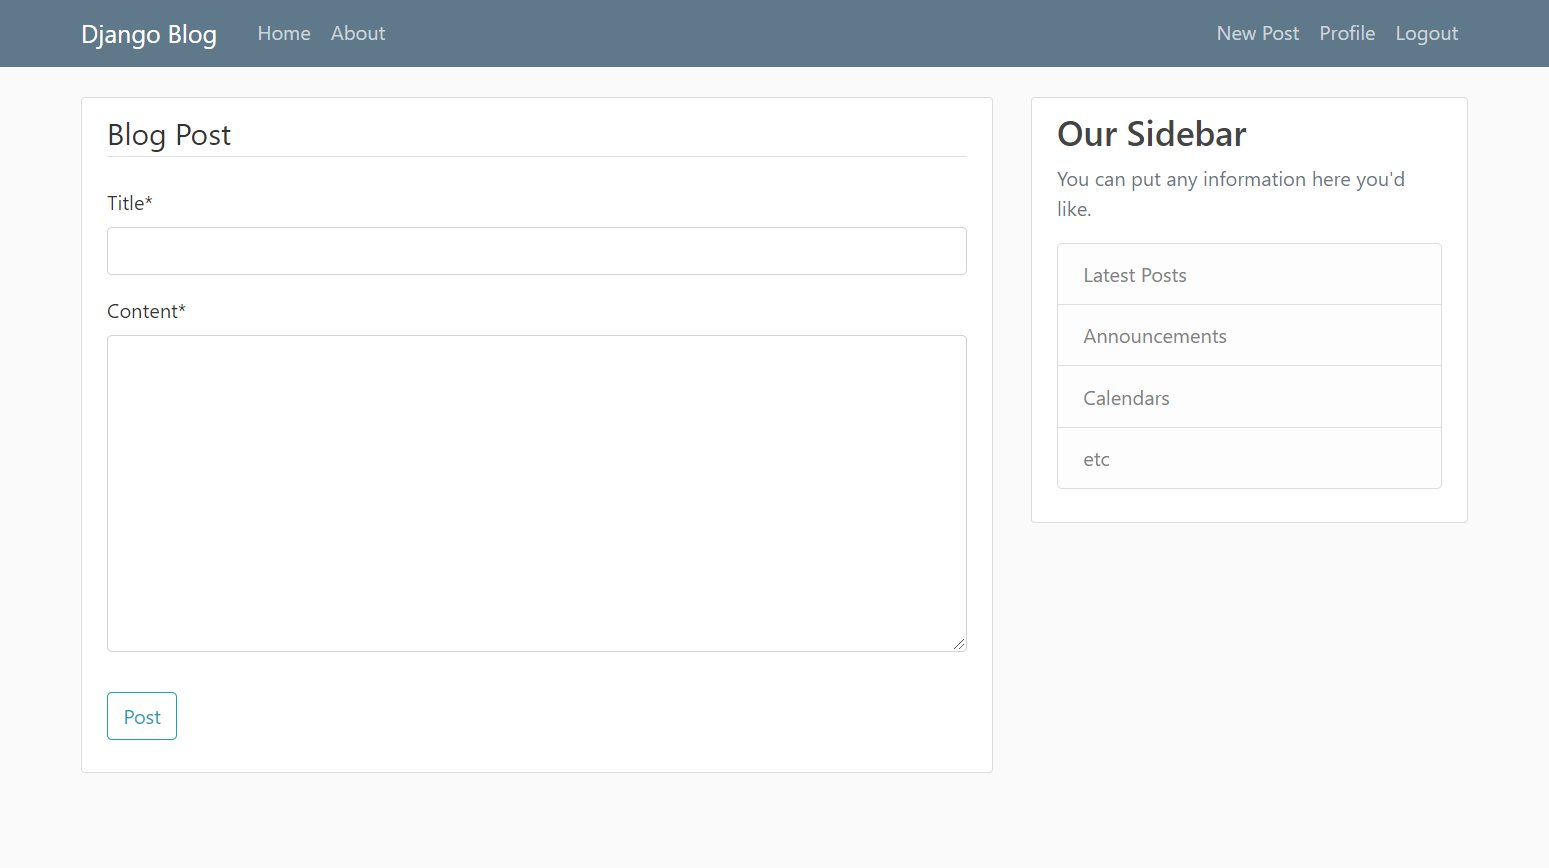 Django Blog Home About New Post Profile Logout
Blog Post
Title*
Content*
Post
Our Sidebar
You can put any information here you'd
like.
Latest Posts
Announcements
Calendars
etc